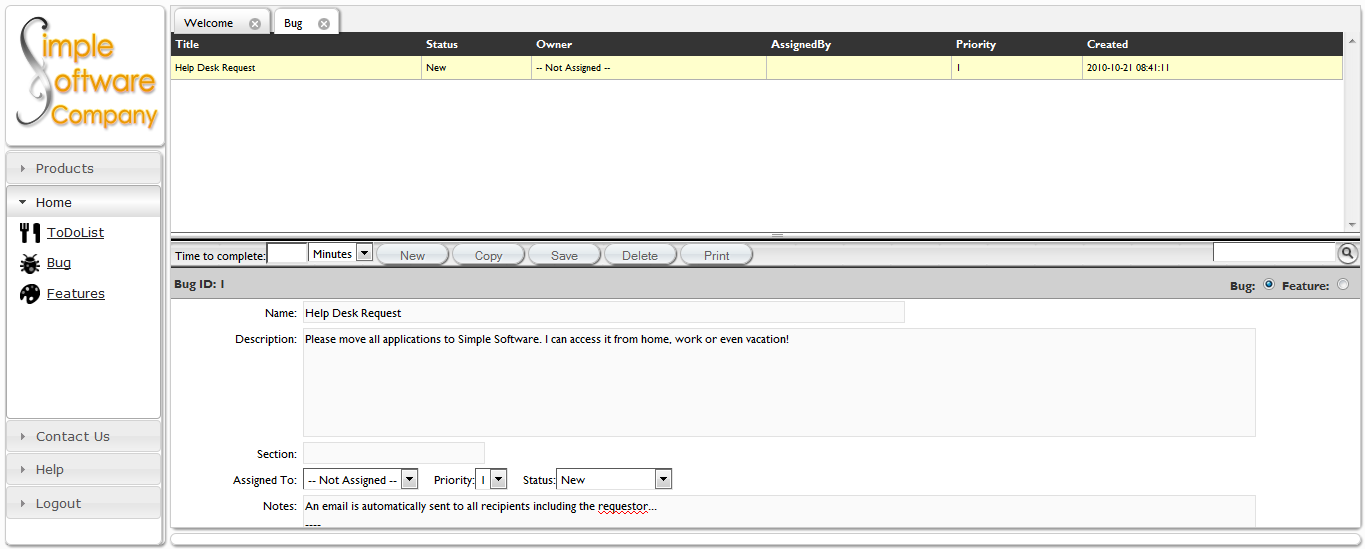 Simple
Software
Company
Products
Home
ToDoList
Bug
Features
Contact Us
Help
Logout
Welcome Bug
Title Status Owner AssignedBy Priority Created
Help Desk Request New -- Not Assigned -- 1 2010-10-21 08:41:11
Time to complete: Minutes New Copy Save Delete Print
Bug ID: 1 Bug: Feature:
Name: Help Desk Request
Description: Please move all applications to Simple Software. I can access it from home, work or even vacation!
Section:
Assigned To: -- Not Assigned -- Priority: 1 Status: New
Notes: An email is automatically sent to all recipients including the requestor...
----